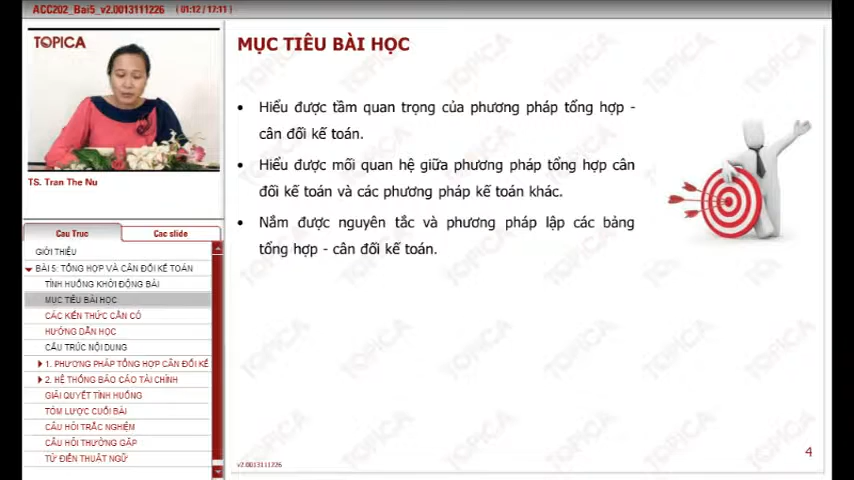 ACC202_Bai5_v2.0013111226 (01:12 / 17:11)
TOPICA
TS. Tran The Nu
Cau Truc
Cac slide
GIỚI THIỆU
BÀI 5: TỔNG HỢP VÀ CÂN ĐỐI KẾ TOÁN
TÌNH HUỐNG KHỞI ĐỘNG BÀI
MỤC TIÊU BÀI HỌC
CÁC KIẾN THỨC CẦN CÓ
HƯỚNG DẪN HỌC
CẤU TRÚC NỘI DUNG
1. PHƯƠNG PHÁP TỔNG HỢP CÂN ĐỐI KẾ
2. HỆ THỐNG BÁO CÁO TÀI CHÍNH
GIẢI QUYẾT TÌNH HUỐNG
TÓM LƯỢC CUỐI BÀI
CÂU HỎI TRẮC NGHIỆM
CÂU HỎI THƯỜNG GẶP
TỪ ĐIỂN THUẬT NGỮ
MỤC TIÊU BÀI HỌC
• Hiểu được tầm quan trọng của phương pháp tổng hợp -
cân đối kế toán.
• Hiểu được mối quan hệ giữa phương pháp tổng hợp cân
đối kế toán và các phương pháp kế toán khác.
• Nắm được nguyên tắc và phương pháp lập các bảng
tổng hợp - cân đối kế toán.
v2.0013111226
4